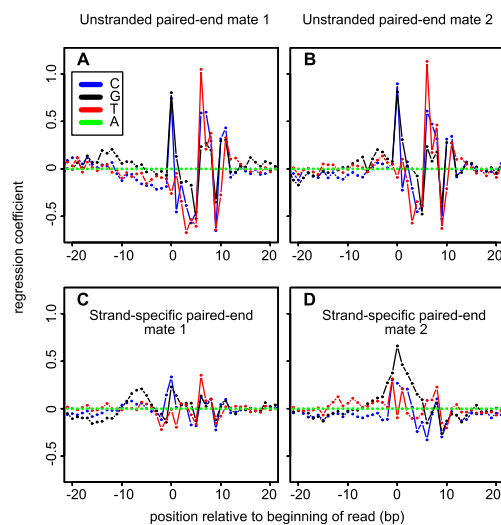 Unstranded paired-end mate 1
Unstranded paired-end mate 2
A
B
C
G
T
A
1.0
0.5
0
-0.5
-20
-10
0
10
20
-20
-10
0
10
20
regression coefficient
C
D
Strand-specific paired-end
mate 1
Strand-specific paired-end
mate 2
1.0
0.5
0
-0.5
-20
-10
0
10
20
-20
-10
0
10
20
position relative to beginning of read (bp)